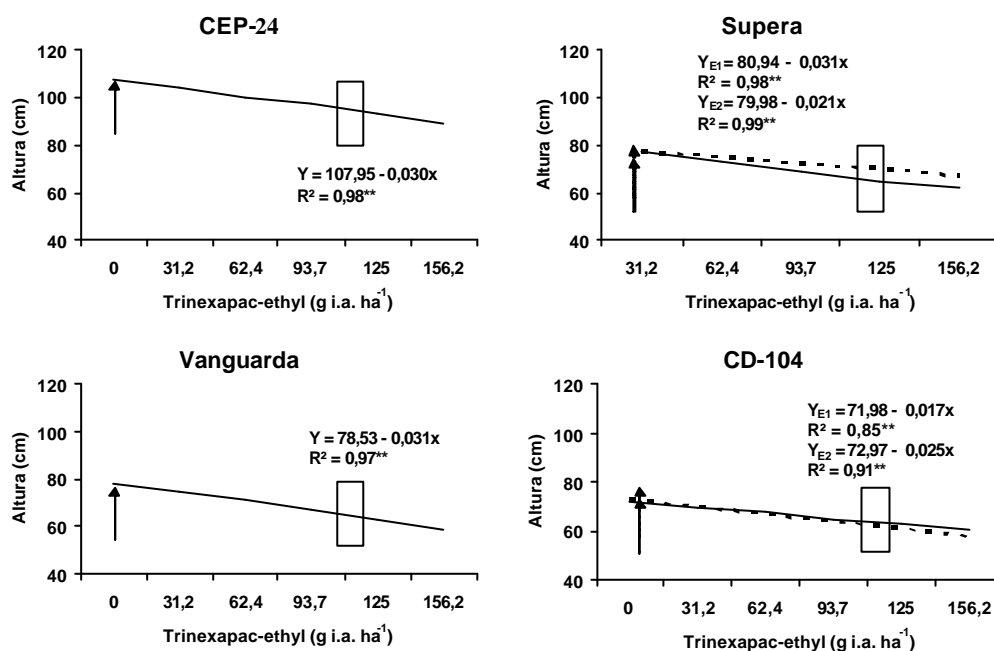 CEP-24
120
100
80
60
40
Altura (cm)
Y = 107,95 - 0,030x
R² = 0,98**
0 31,2 62,4 93,7 125 156,2
Trinexapac-ethyl (g i.a. ha⁻¹)
Supera
120
100
80
60
40
Altura (cm)
Y_E1 = 80,94 - 0,031x
R² = 0,98**
Y_E2 = 79,98 - 0,021x
R² = 0,99**
31,2 62,4 93,7 125 156,2
Trinexapac-ethyl (g i.a. ha⁻¹)
Vanguarda
120
100
80
60
40
Altura (cm)
Y = 78,53 - 0,031x
R² = 0,97**
0 31,2 62,4 93,7 125 156,2
Trinexapac-ethyl (g i.a. ha⁻¹)
CD-104
120
100
80
60
40
Altura (cm)
Y_E1 = 71,98 - 0,017x
R² = 0,85**
Y_E2 = 72,97 - 0,025x
R² = 0,91**
0 31,2 62,4 93,7 125 156,2
Trinexapac-ethyl (g i.a. ha⁻¹)